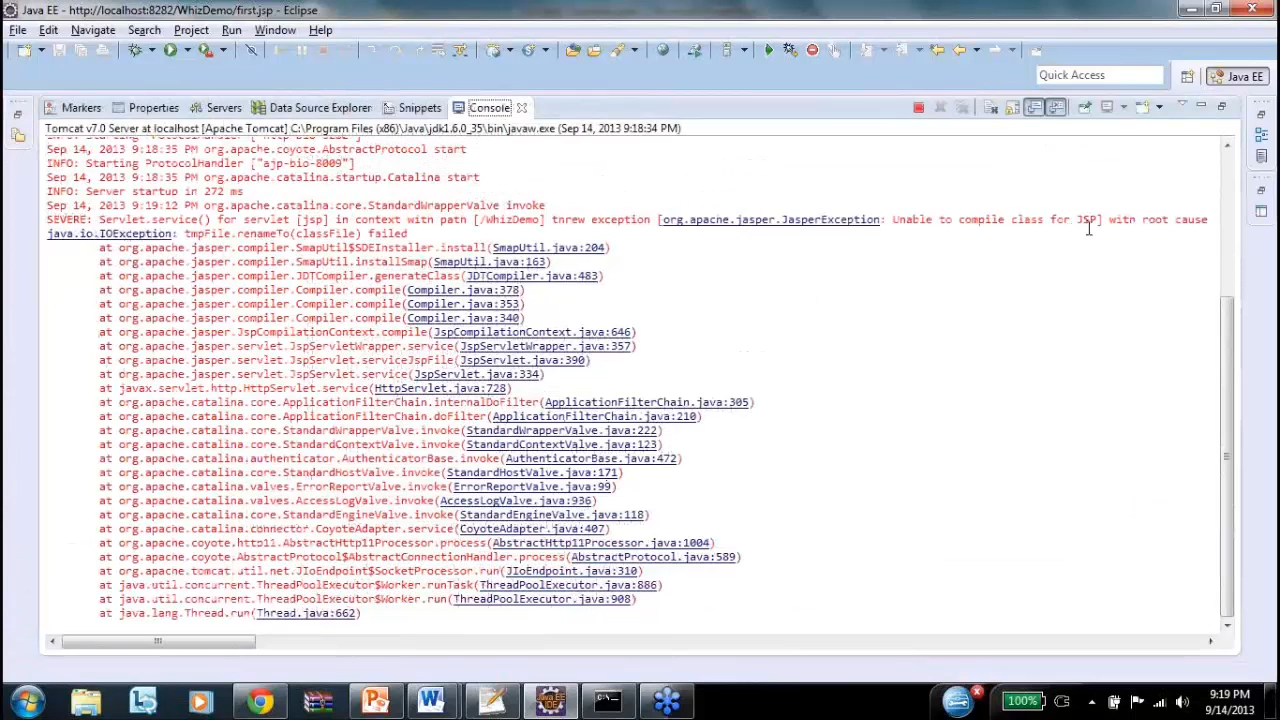 Java EE - http://localhost:8282/WhizDemo/first.jsp - Eclipse
File Edit Navigate Search Project Run Window Help
Quick Access
Java EE
Markers Properties Servers Data Source Explorer Snippets Console
Tomcat v7.0 Server at localhost [Apache Tomcat] C:\Program Files (x86)\Java\jdk1.6.0_35\bin\javaw.exe (Sep 14, 2013 9:18:34 PM)
Sep 14, 2013 9:18:35 PM org.apache.coyote.AbstractProtocol start
INFO: Starting ProtocolHandler ["ajp-bio-8009"]
Sep 14, 2013 9:18:35 PM org.apache.catalina.startup.Catalina start
INFO: Server startup in 272 ms
Sep 14, 2013 9:19:12 PM org.apache.catalina.core.StandardWrapperValve invoke
SEVERE: Servlet.service() for servlet [jsp] in context with path [/WhizDemo] threw exception [org.apache.jasper.JasperException: Unable to compile class for JSP] with root cause
java.io.IOException: tmpFile.renameTo(classFile) failed
at org.apache.jasper.compiler.SmapUtil$SDEInstaller.install(SmapUtil.java:204)
at org.apache.jasper.compiler.SmapUtil.installSmap(SmapUtil.java:163)
at org.apache.jasper.compiler.JDTCompiler.generateClass(JDTCompiler.java:483)
at org.apache.jasper.compiler.Compiler.compile(Compiler.java:378)
at org.apache.jasper.compiler.Compiler.compile(Compiler.java:353)
at org.apache.jasper.compiler.Compiler.compile(Compiler.java:340)
at org.apache.jasper.JspCompilationContext.compile(JspCompilationContext.java:646)
at org.apache.jasper.servlet.JspServletWrapper.service(JspServletWrapper.java:357)
at org.apache.jasper.servlet.JspServlet.serviceJspFile(JspServlet.java:390)
at org.apache.jasper.servlet.JspServlet.service(JspServlet.java:334)
at javax.servlet.http.HttpServlet.service(HttpServlet.java:728)
at org.apache.catalina.core.ApplicationFilterChain.internalDoFilter(ApplicationFilterChain.java:305)
at org.apache.catalina.core.ApplicationFilterChain.doFilter(ApplicationFilterChain.java:210)
at org.apache.catalina.core.StandardWrapperValve.invoke(StandardWrapperValve.java:222)
at org.apache.catalina.core.StandardContextValve.invoke(StandardContextValve.java:123)
at org.apache.catalina.authenticator.AuthenticatorBase.invoke(AuthenticatorBase.java:472)
at org.apache.catalina.core.StandardHostValve.invoke(StandardHostValve.java:171)
at org.apache.catalina.valves.ErrorReportValve.invoke(ErrorReportValve.java:99)
at org.apache.catalina.valves.AccessLogValve.invoke(AccessLogValve.java:936)
at org.apache.catalina.core.StandardEngineValve.invoke(StandardEngineValve.java:118)
at org.apache.catalina.connector.CoyoteAdapter.service(CoyoteAdapter.java:407)
at org.apache.coyote.http11.AbstractHttp11Processor.process(AbstractHttp11Processor.java:1004)
at org.apache.coyote.AbstractProtocol$AbstractConnectionHandler.process(AbstractProtocol.java:589)
at org.apache.tomcat.util.net.JIoEndpoint$SocketProcessor.run(JIoEndpoint.java:310)
at java.util.concurrent.ThreadPoolExecutor$Worker.runTask(ThreadPoolExecutor.java:886)
at java.util.concurrent.ThreadPoolExecutor$Worker.run(ThreadPoolExecutor.java:908)
at java.lang.Thread.run(Thread.java:662)
100%
9:19 PM
9/14/2013